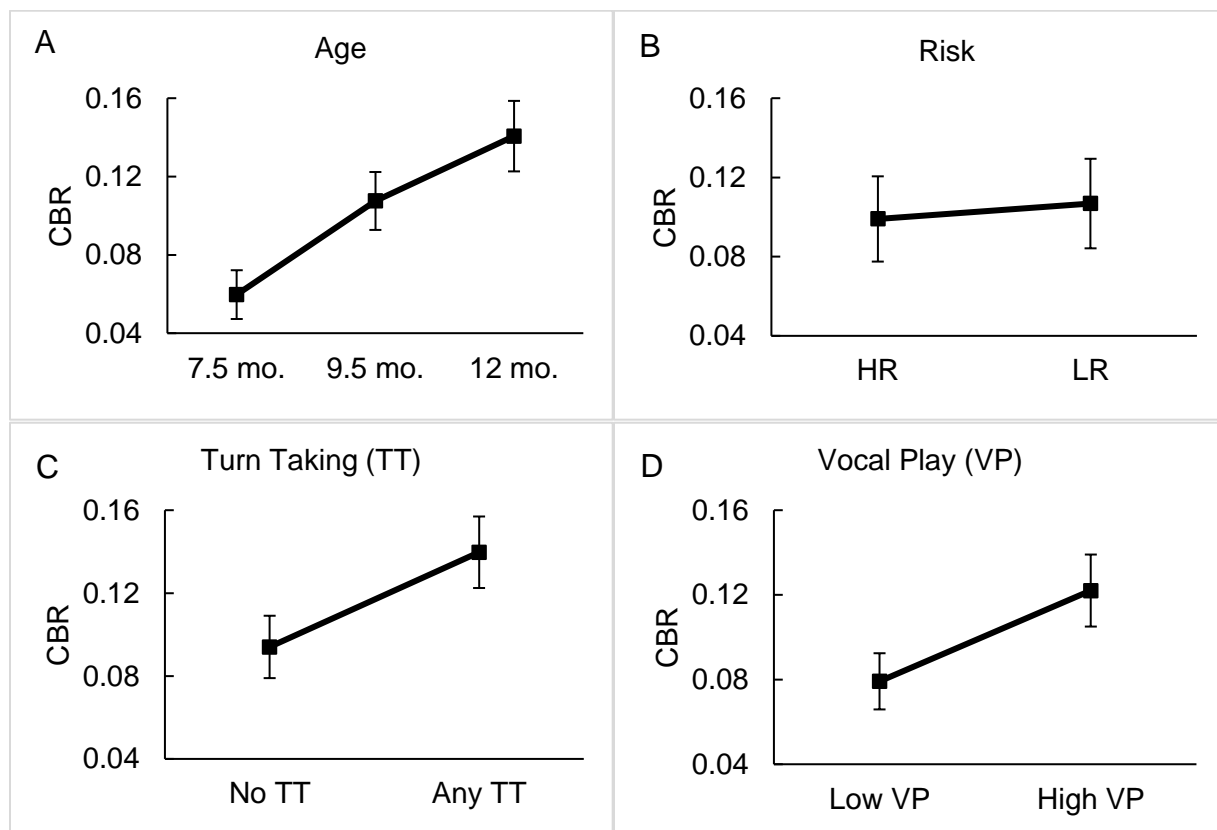 A
Age
CBR
0.16
0.12
0.08
0.04
7.5 mo. 9.5 mo. 12 mo.
B
Risk
CBR
0.16
0.12
0.08
0.04
HR LR
C
Turn Taking (TT)
CBR
0.16
0.12
0.08
0.04
No TT Any TT
D
Vocal Play (VP)
CBR
0.16
0.12
0.08
0.04
Low VP High VP